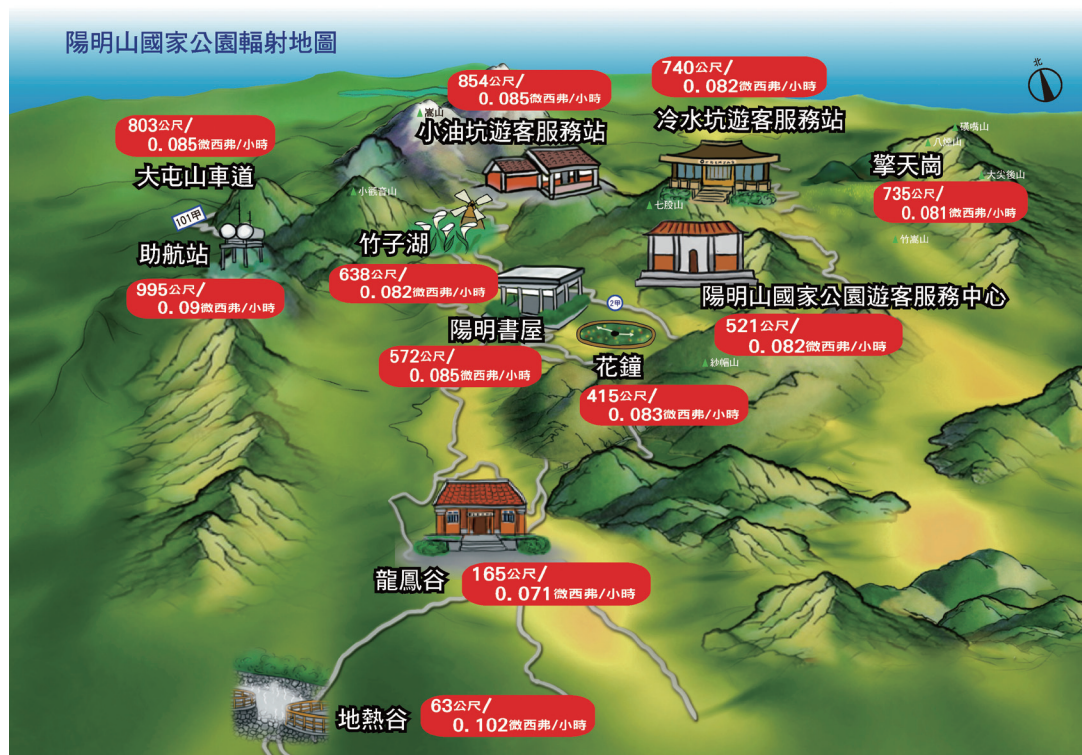 陽明山國家公園輻射地圖
北
854公尺/
0.085微西弗/小時
嵩山
小油坑遊客服務站
740公尺/
0.082微西弗/小時
冷水坑遊客服務站
803公尺/
0.085微西弗/小時
大屯山車道
磺嘴山
大尖後山
擎天崗
735公尺/
0.081微西弗/小時
竹嵩山
小觀音山
七股山
101甲
助航站
995公尺/
0.09微西弗/小時
竹子湖
638公尺/
0.082微西弗/小時
陽明山國家公園遊客服務中心
521公尺/
0.082微西弗/小時
2甲
陽明書屋
572公尺/
0.085微西弗/小時
花鐘
415公尺/
0.083微西弗/小時
紗帽山
龍鳳谷
165公尺/
0.071微西弗/小時
地熱谷
63公尺/
0.102微西弗/小時